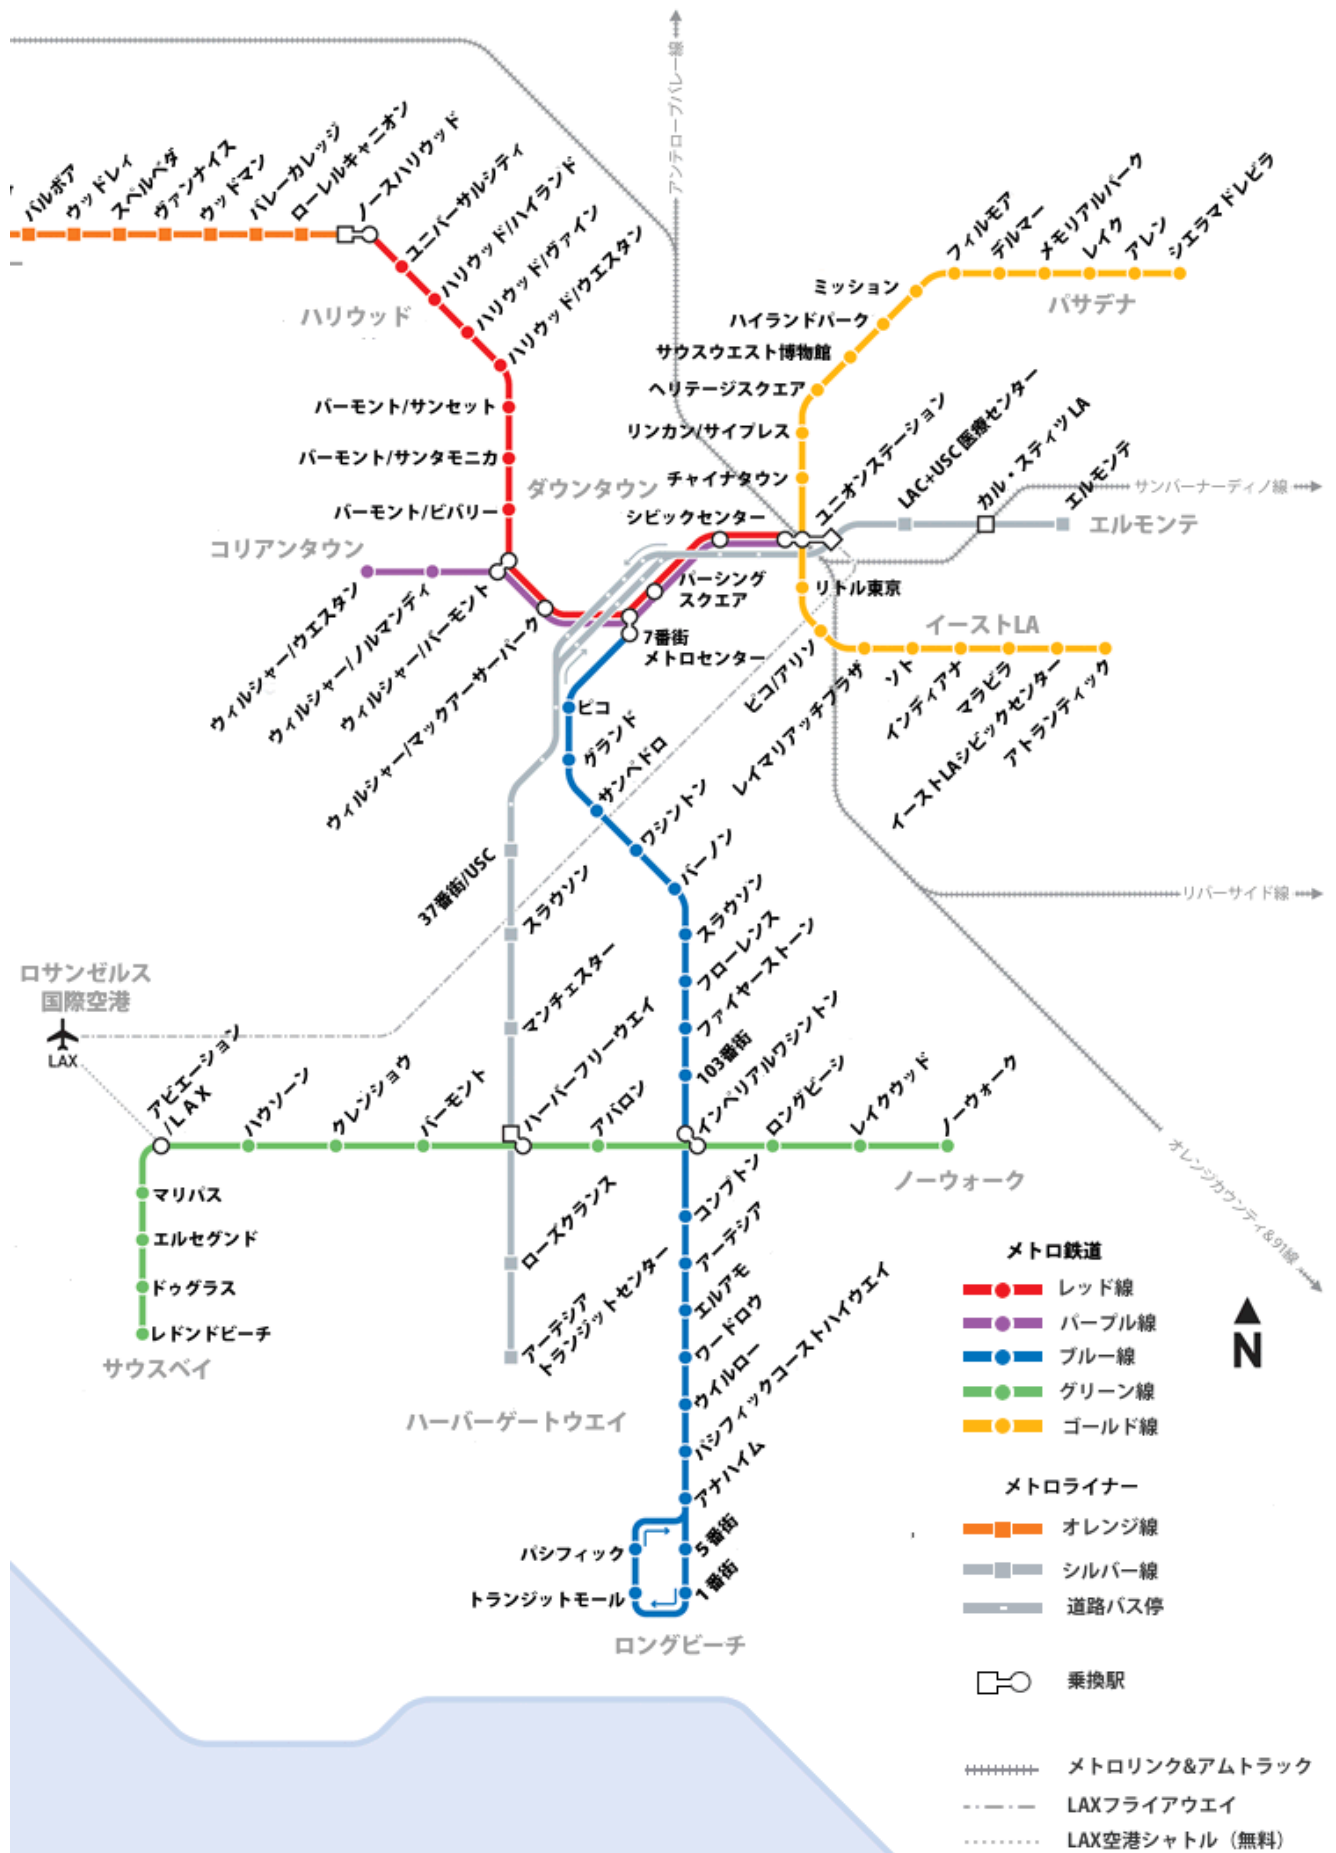 アンテロープバレー線
バルボア
ウッドレイ
スペルベダ
ヴァンナイス
ウッドマン
バレーカレッジ
ローレルキャニオン
ノースハリウッド
ユニバーサルシティ
ハリウッド/ハイランド
ハリウッド/ヴァイン
ハリウッド/ウエスタン
ハリウッド
バーモント/サンセット
バーモント/サンタモニカ
バーモント/ビバリー
コリアンタウン
ダウンタウン
フィルモア
デルマー
メモリアルパーク
レイク
アレン
シエラマドレビラ
パサデナ
ミッション
ハイランドパーク
サウスウエスト博物館
ヘリテージスクエア
リンカン/サイプレス
チャイナタウン
シビックセンター
ユニオンステーション
LAC+USC 医療センター
カル・スティツ LA
エルモンテ
サンバーナーディノ線
エルモンテ
パーシング
スクエア
リトル東京
イーストLA
7番街
メトロセンター
ウィルシャー/ウエスタン
ウィルシャー/ノルマンディ
ウィルシャー/バーモント
ウィルシャー/マックアーサーパーク
ピコ/アリソ
レイマリアッチプラザ
ソト
インディアナ
マラビラ
イーストLAシビックセンター
アトランティック
ピコ
グランド
サンペドロ
ワシントン
バーノン
37番街/USC
スラウソン
スラウソン
フローレンス
ファイヤーストーン
103番街
インペリアルワシントン
マンチェスター
ハーバーフリーウエイ
リバーサイド線
ロサンゼルス
国際空港
LAX
アビエーション
/LAX
ハウソーン
クレンショウ
バーモント
アバロン
ロングビーシ
レイクウッド
ノーウォーク
ノーウォーク
オレンジカウンティ&91線
マリパス
エルセグンド
ドゥグラス
レドンドビーチ
サウスベイ
ローズクランス
アーテシア
トランジットセンター
ハーバーゲートウエイ
コンプトン
アーテシア
エルアモ
ワードロウ
ウイルロー
パシフィックコーストハイウエイ
アナハイム
5 番街
1 番街
パシフィック
トランジットモール
ロングビーチ
メトロ鉄道
レッド線
パープル線
ブルー線
グリーン線
ゴールド線
N
メトロライナー
オレンジ線
シルバー線
道路バス停
乗換駅
メトロリンク&アムトラック
LAXフライアウエイ
LAX空港シャトル（無料）